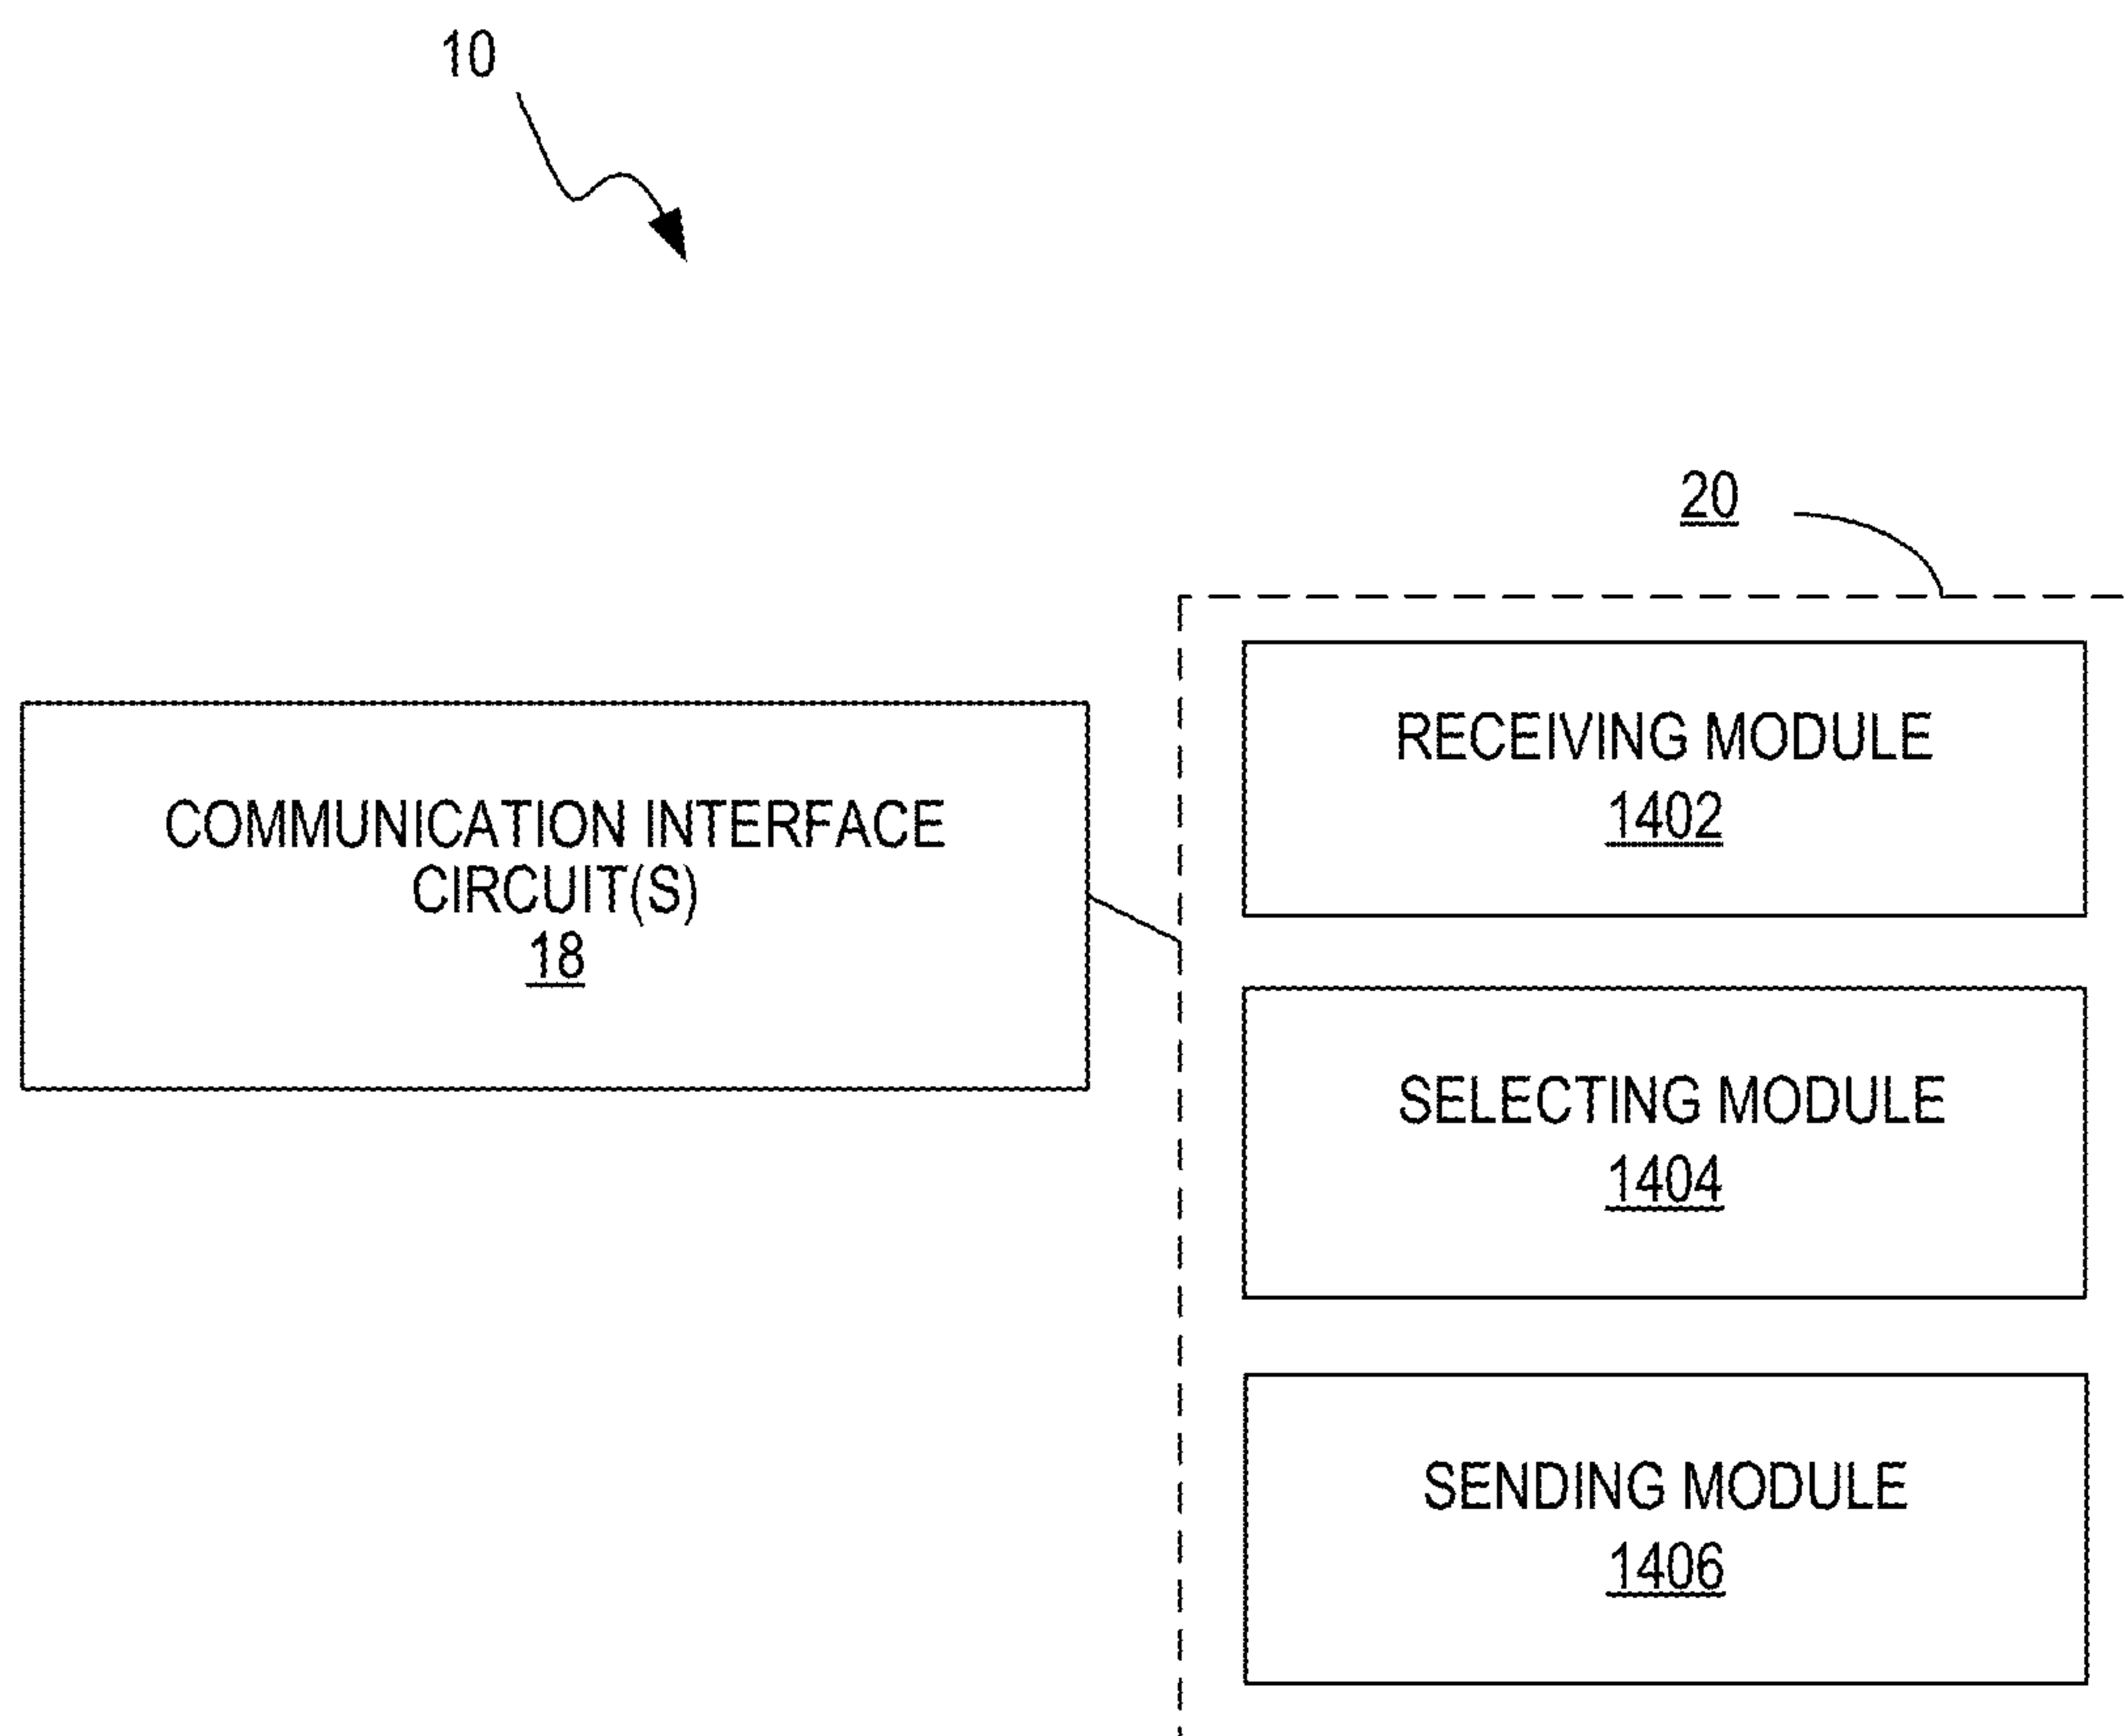 10
20
COMMUNICATION INTERFACE
CIRCUIT(S)
18
RECEIVING MODULE
1402
SELECTING MODULE
1404
SENDING MODULE
1406